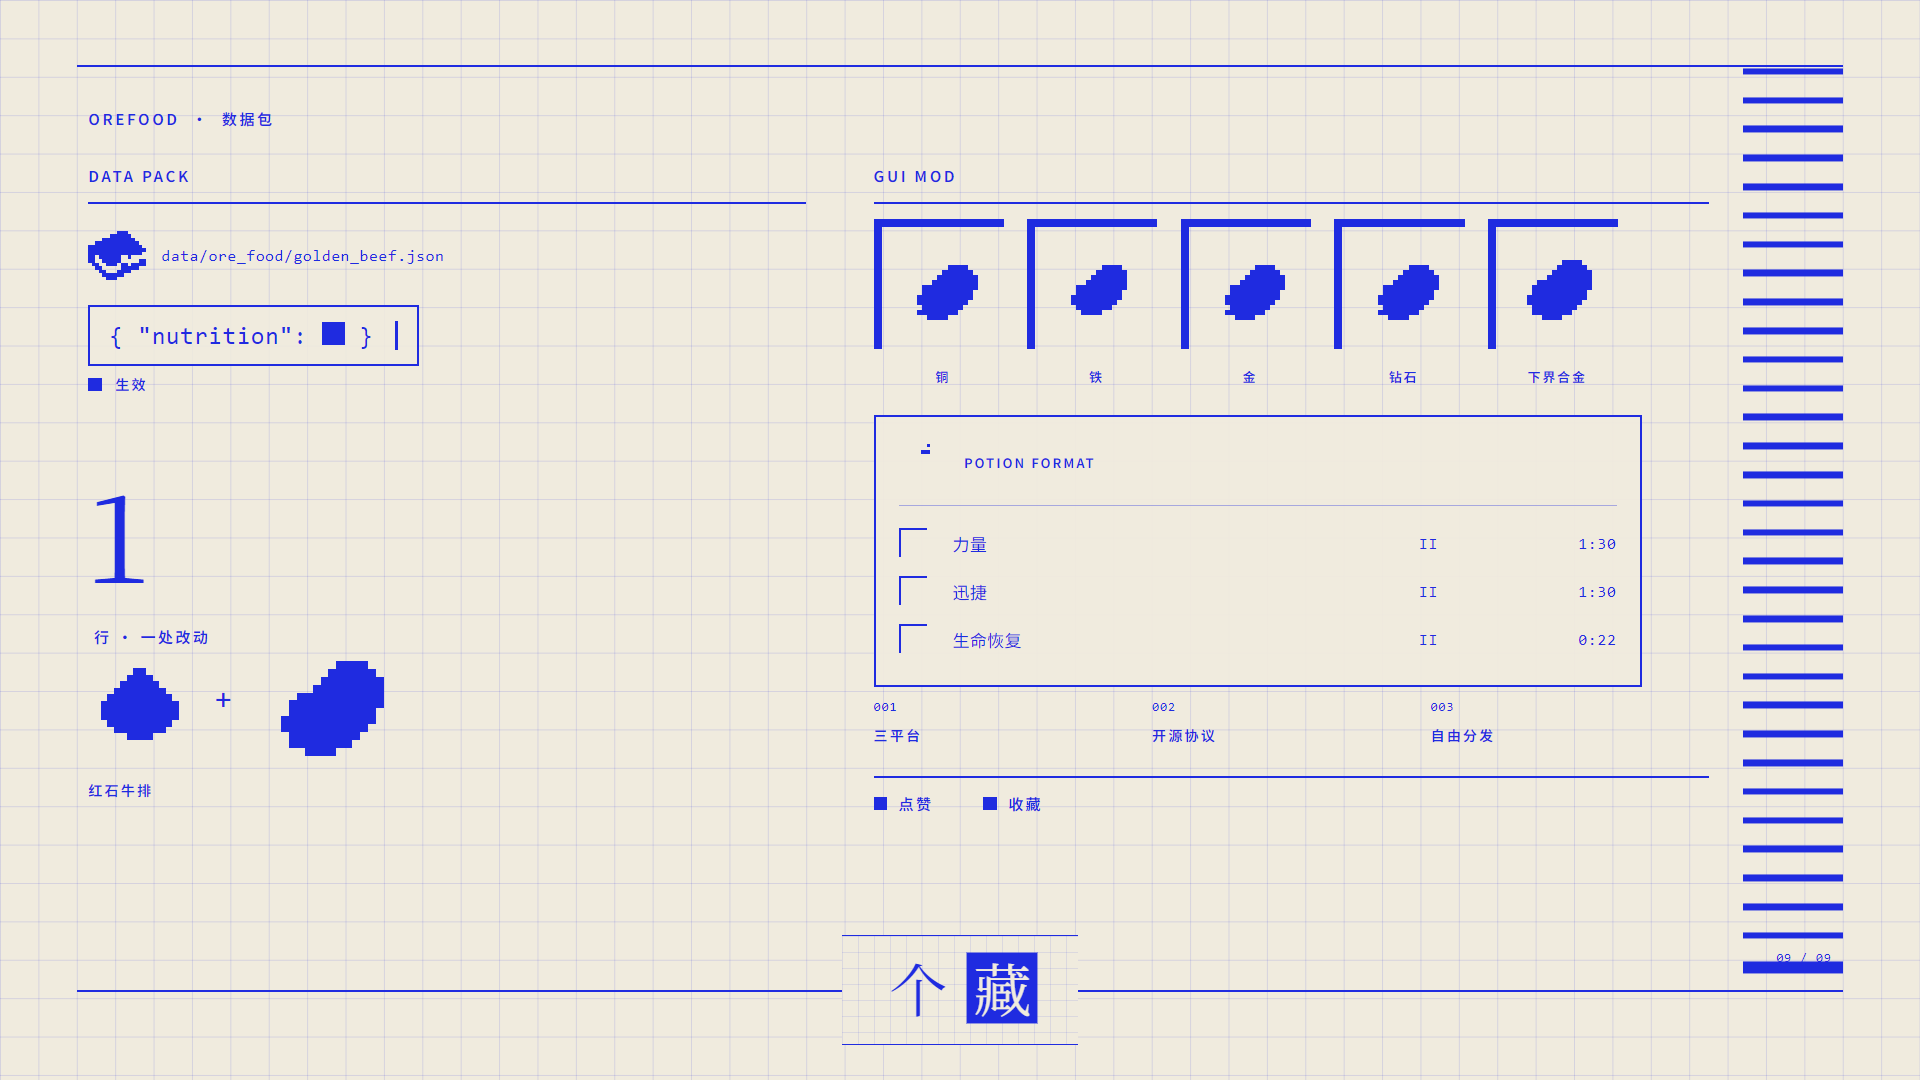 OREFOOD · 数据包
DATA PACK
data/ore_food/golden_beef.json
{ "nutrition": ■ }
生效
1
行 · 一处改动
+
红石牛排
GUI MOD
铜 铁 金 钻石 下界合金
POTION FORMAT
力量 II 1:30
迅捷 II 1:30
生命恢复 II 0:22
001 002 003
三平台 开源协议 自由分发
点赞 收藏
09 / 09
个藏